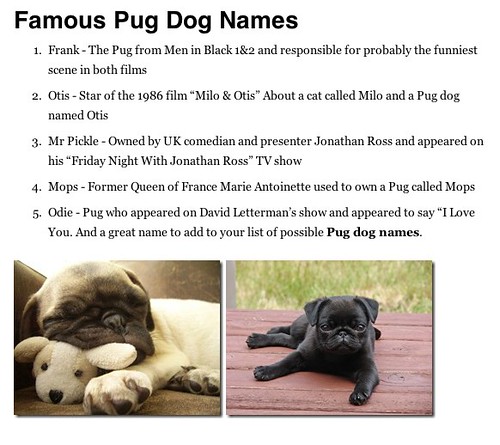 Famous Pug Dog Names
1. Frank - The Pug from Men in Black 1&2 and responsible for probably the funniest
scene in both films
2. Otis - Star of the 1986 film “Milo & Otis” About a cat called Milo and a Pug dog
named Otis
3. Mr Pickle - Owned by UK comedian and presenter Jonathan Ross and appeared on
his “Friday Night With Jonathan Ross” TV show
4. Mops - Former Queen of France Marie Antoinette used to own a Pug called Mops
5. Odie - Pug who appeared on David Letterman’s show and appeared to say “I Love
You. And a great name to add to your list of possible Pug dog names.